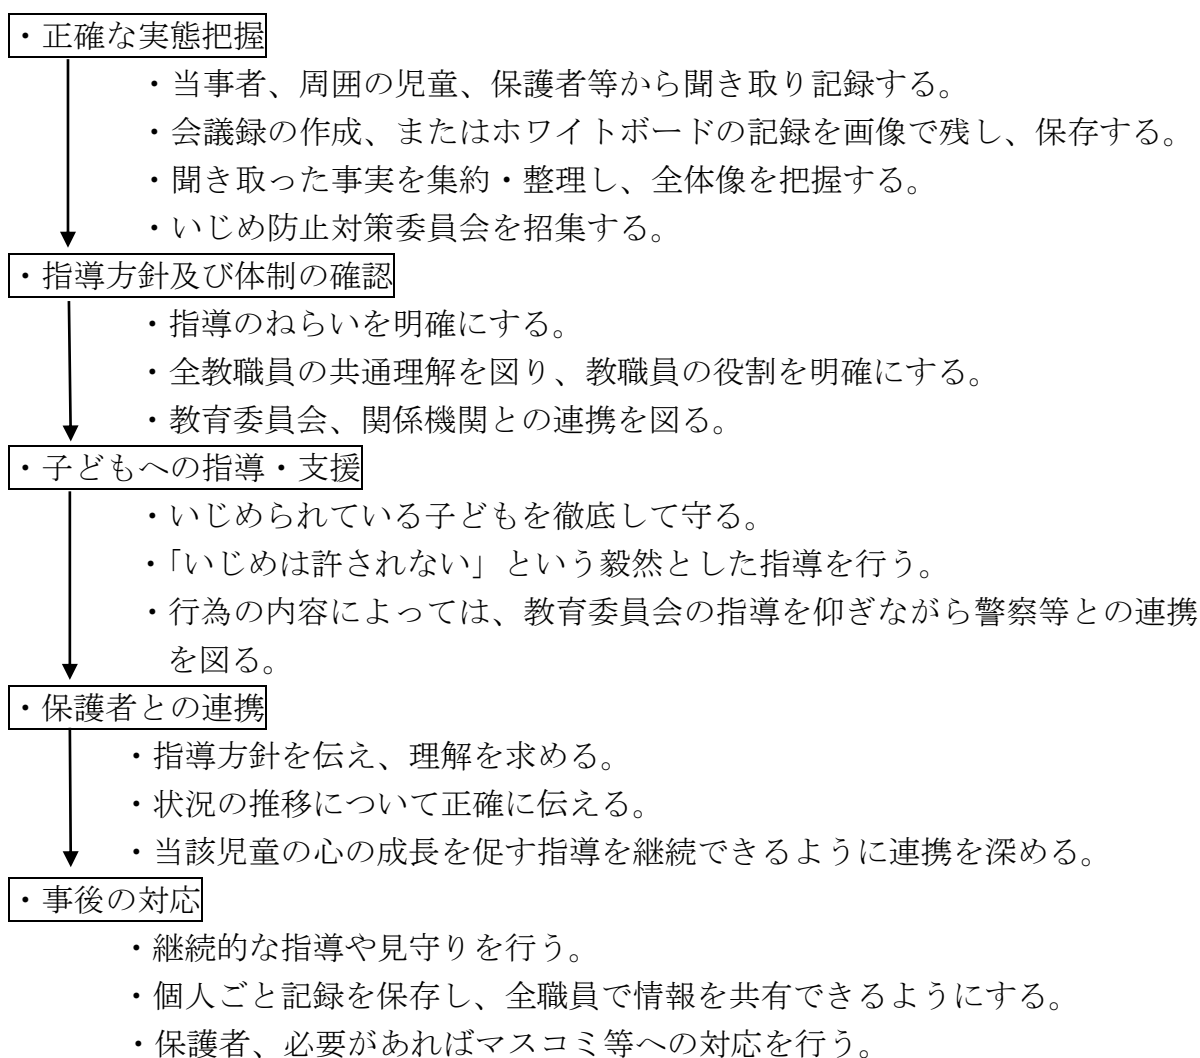 ・正確な実態把握
・当事者、周囲の児童、保護者等から聞き取り記録する。
・会議録の作成、またはホワイトボードの記録を画像で残し、保存する。
・聞き取った事実を集約・整理し、全体像を把握する。
・いじめ防止対策委員会を招集する。
・指導方針及び体制の確認
・指導のねらいを明確にする。
・全教職員の共通理解を図り、教職員の役割を明確にする。
・教育委員会、関係機関との連携を図る。
・子どもへの指導・支援
・いじめられている子どもを徹底して守る。
・「いじめは許されない」という毅然とした指導を行う。
・行為の内容によっては、教育委員会の指導を仰ぎながら警察等との連携
を図る。
・保護者との連携
・指導方針を伝え、理解を求める。
・状況の推移について正確に伝える。
・当該児童の心の成長を促す指導を継続できるように連携を深める。
・事後の対応
・継続的な指導や見守りを行う。
・個人ごと記録を保存し、全職員で情報を共有できるようにする。
・保護者、必要があればマスコミ等への対応を行う。